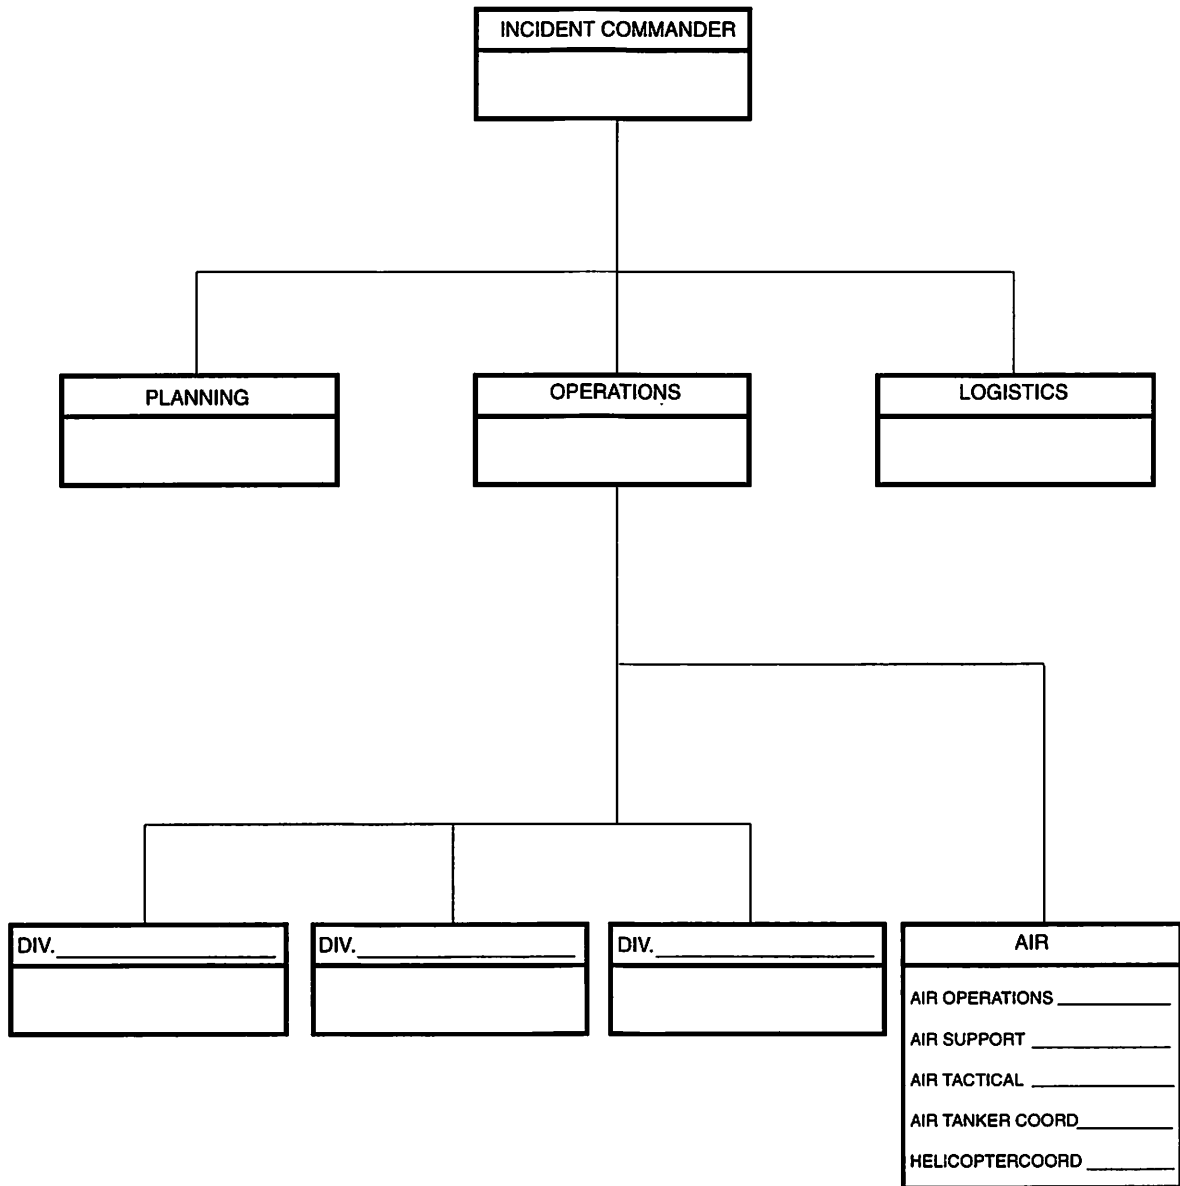 INCIDENT COMMANDER
PLANNING
OPERATIONS
LOGISTICS
DIV.
DIV.
DIV.
AIR
AIR OPERATIONS
AIR SUPPORT
AIR TACTICAL
AIR TANKER COORD
HELICOPTERCOORD